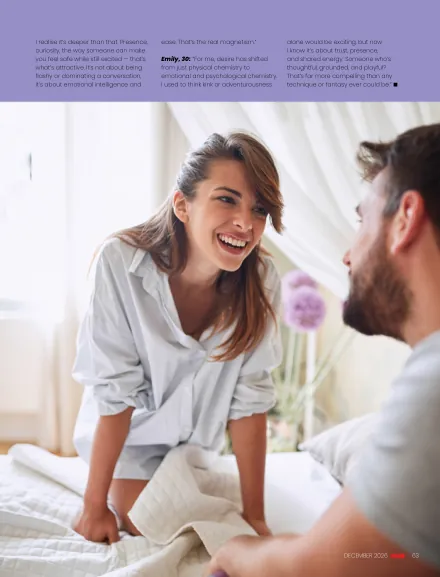 I realise it's deeper than that. Presence,
curiosity, the way someone can make
you feel safe while still excited — that's
what's attractive. It's not about being
flashy or dominating a conversation,
it's about emotional intelligence and
ease. That's the real magnetism."
Emily, 30: "For me, desire has shifted
from just physical chemistry to
emotional and psychological chemistry.
I used to think kink or adventurousness
alone would be exciting, but now
I know it's about trust, presence,
and shared energy. Someone who's
thoughtful, grounded, and playful?
That's far more compelling than any
technique or fantasy ever could be."
DECEMBER 2025
63